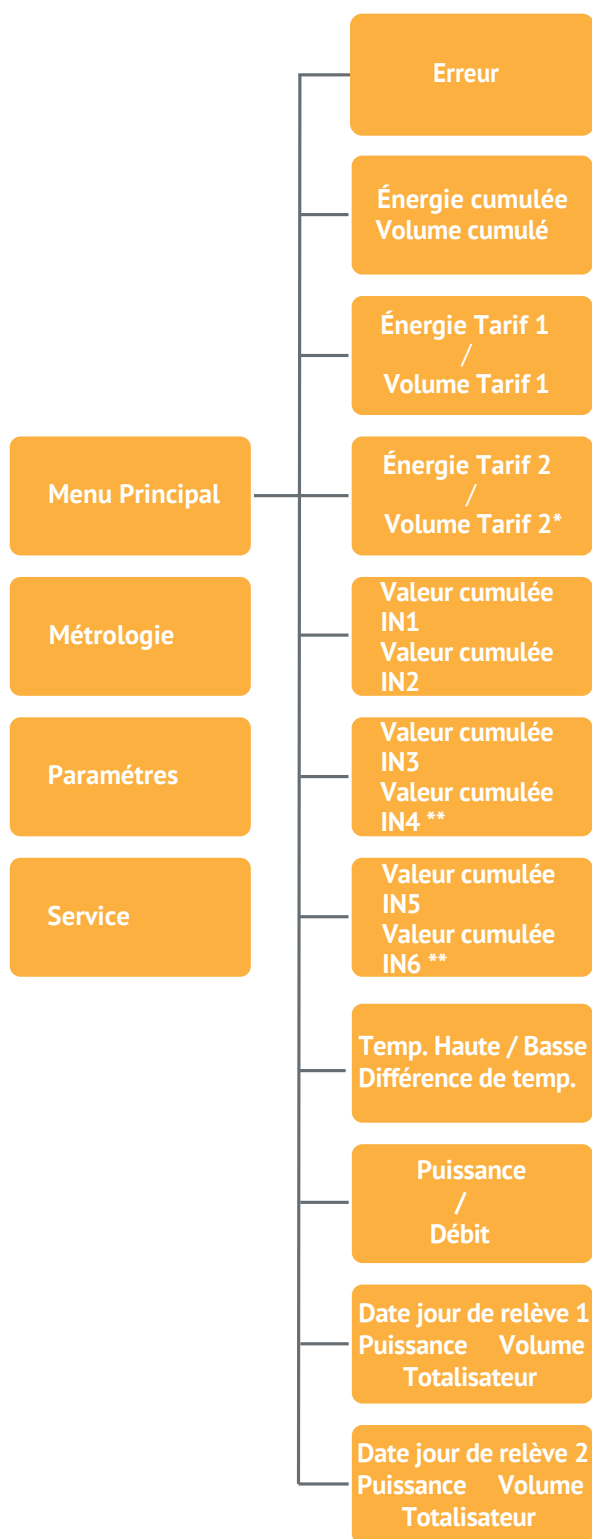 Menu Principal
Métrologie
Paramétres
Service
Erreur
Énergie cumulée
Volume cumulé
Énergie Tarif 1
/
Volume Tarif 1
Énergie Tarif 2
/
Volume Tarif 2*
Valeur cumulée
IN1
Valeur cumulée
IN2
Valeur cumulée
IN3
Valeur cumulée
IN4 **
Valeur cumulée
IN5
Valeur cumulée
IN6 **
Temp. Haute / Basse
Différence de temp.
Puissance
/
Débit
Date jour de relève 1
Puissance Volume
Totalisateur
Date jour de relève 2
Puissance Volume
Totalisateur